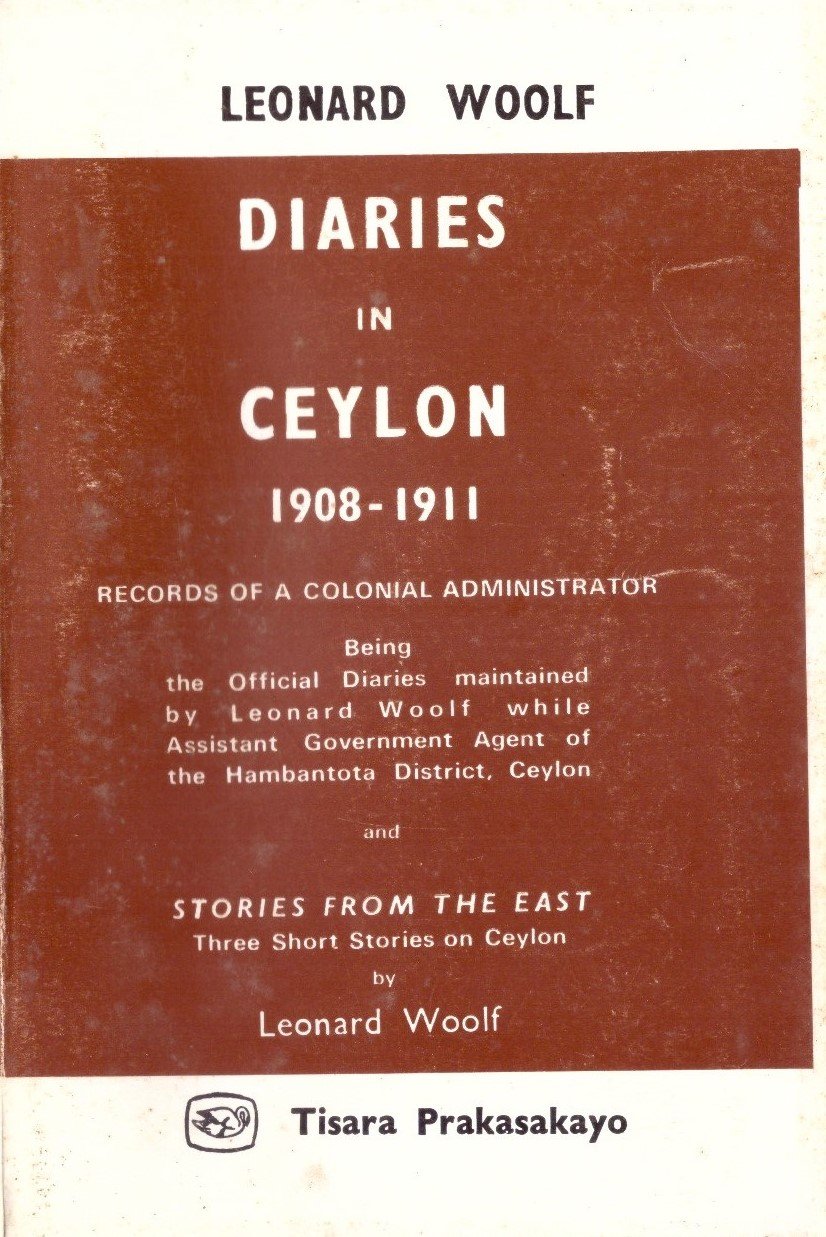 LEONARD WOOLF
DIARIES
IN
CEYLON
1908-1911
RECORDS OF A COLONIAL ADMINISTRATOR
Being
the Official Diaries maintained
by Leonard Woolf while
Assistant Government Agent of
the Hambantota District, Ceylon
and
STORIES FROM THE EAST
Three Short Stories on Ceylon
by
Leonard Woolf
Tisara Prakasakayo